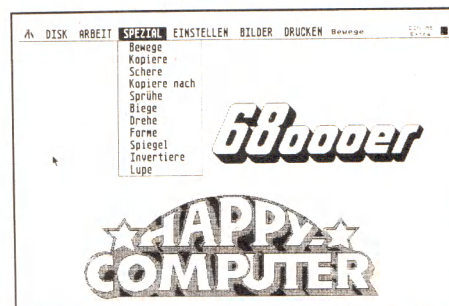 DISK ARBEIT SPEZIAL EINSTELLEN BILDER DRUCKEN Bewege
Bewege
Kopiere
Schere
Kopiere nach
Sprühe
Biege
Drehe
Forme
Spiegel
Invertiere
Lupe
68000er
HAPPY
COMPUTER